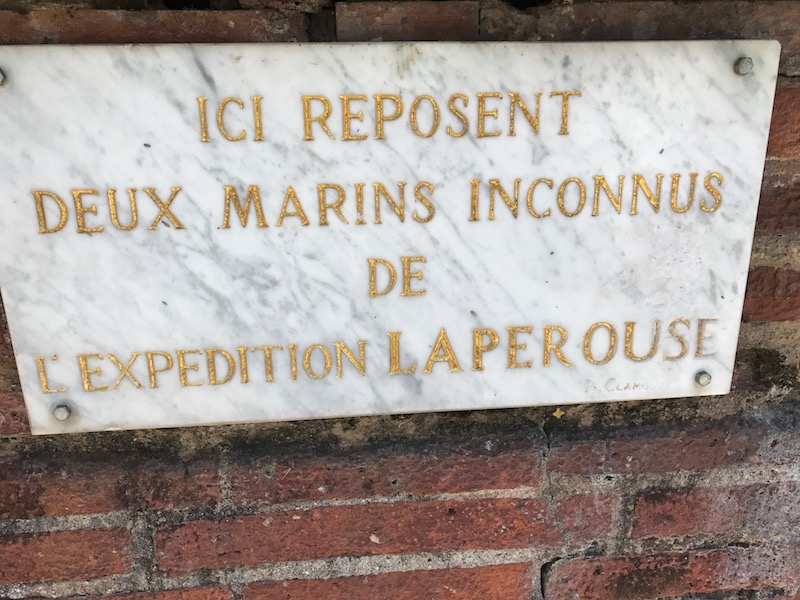 ICI REPOSENT
DEUX MARINS INCONNUS
DE
L'EXPEDITION LAPEROUSE